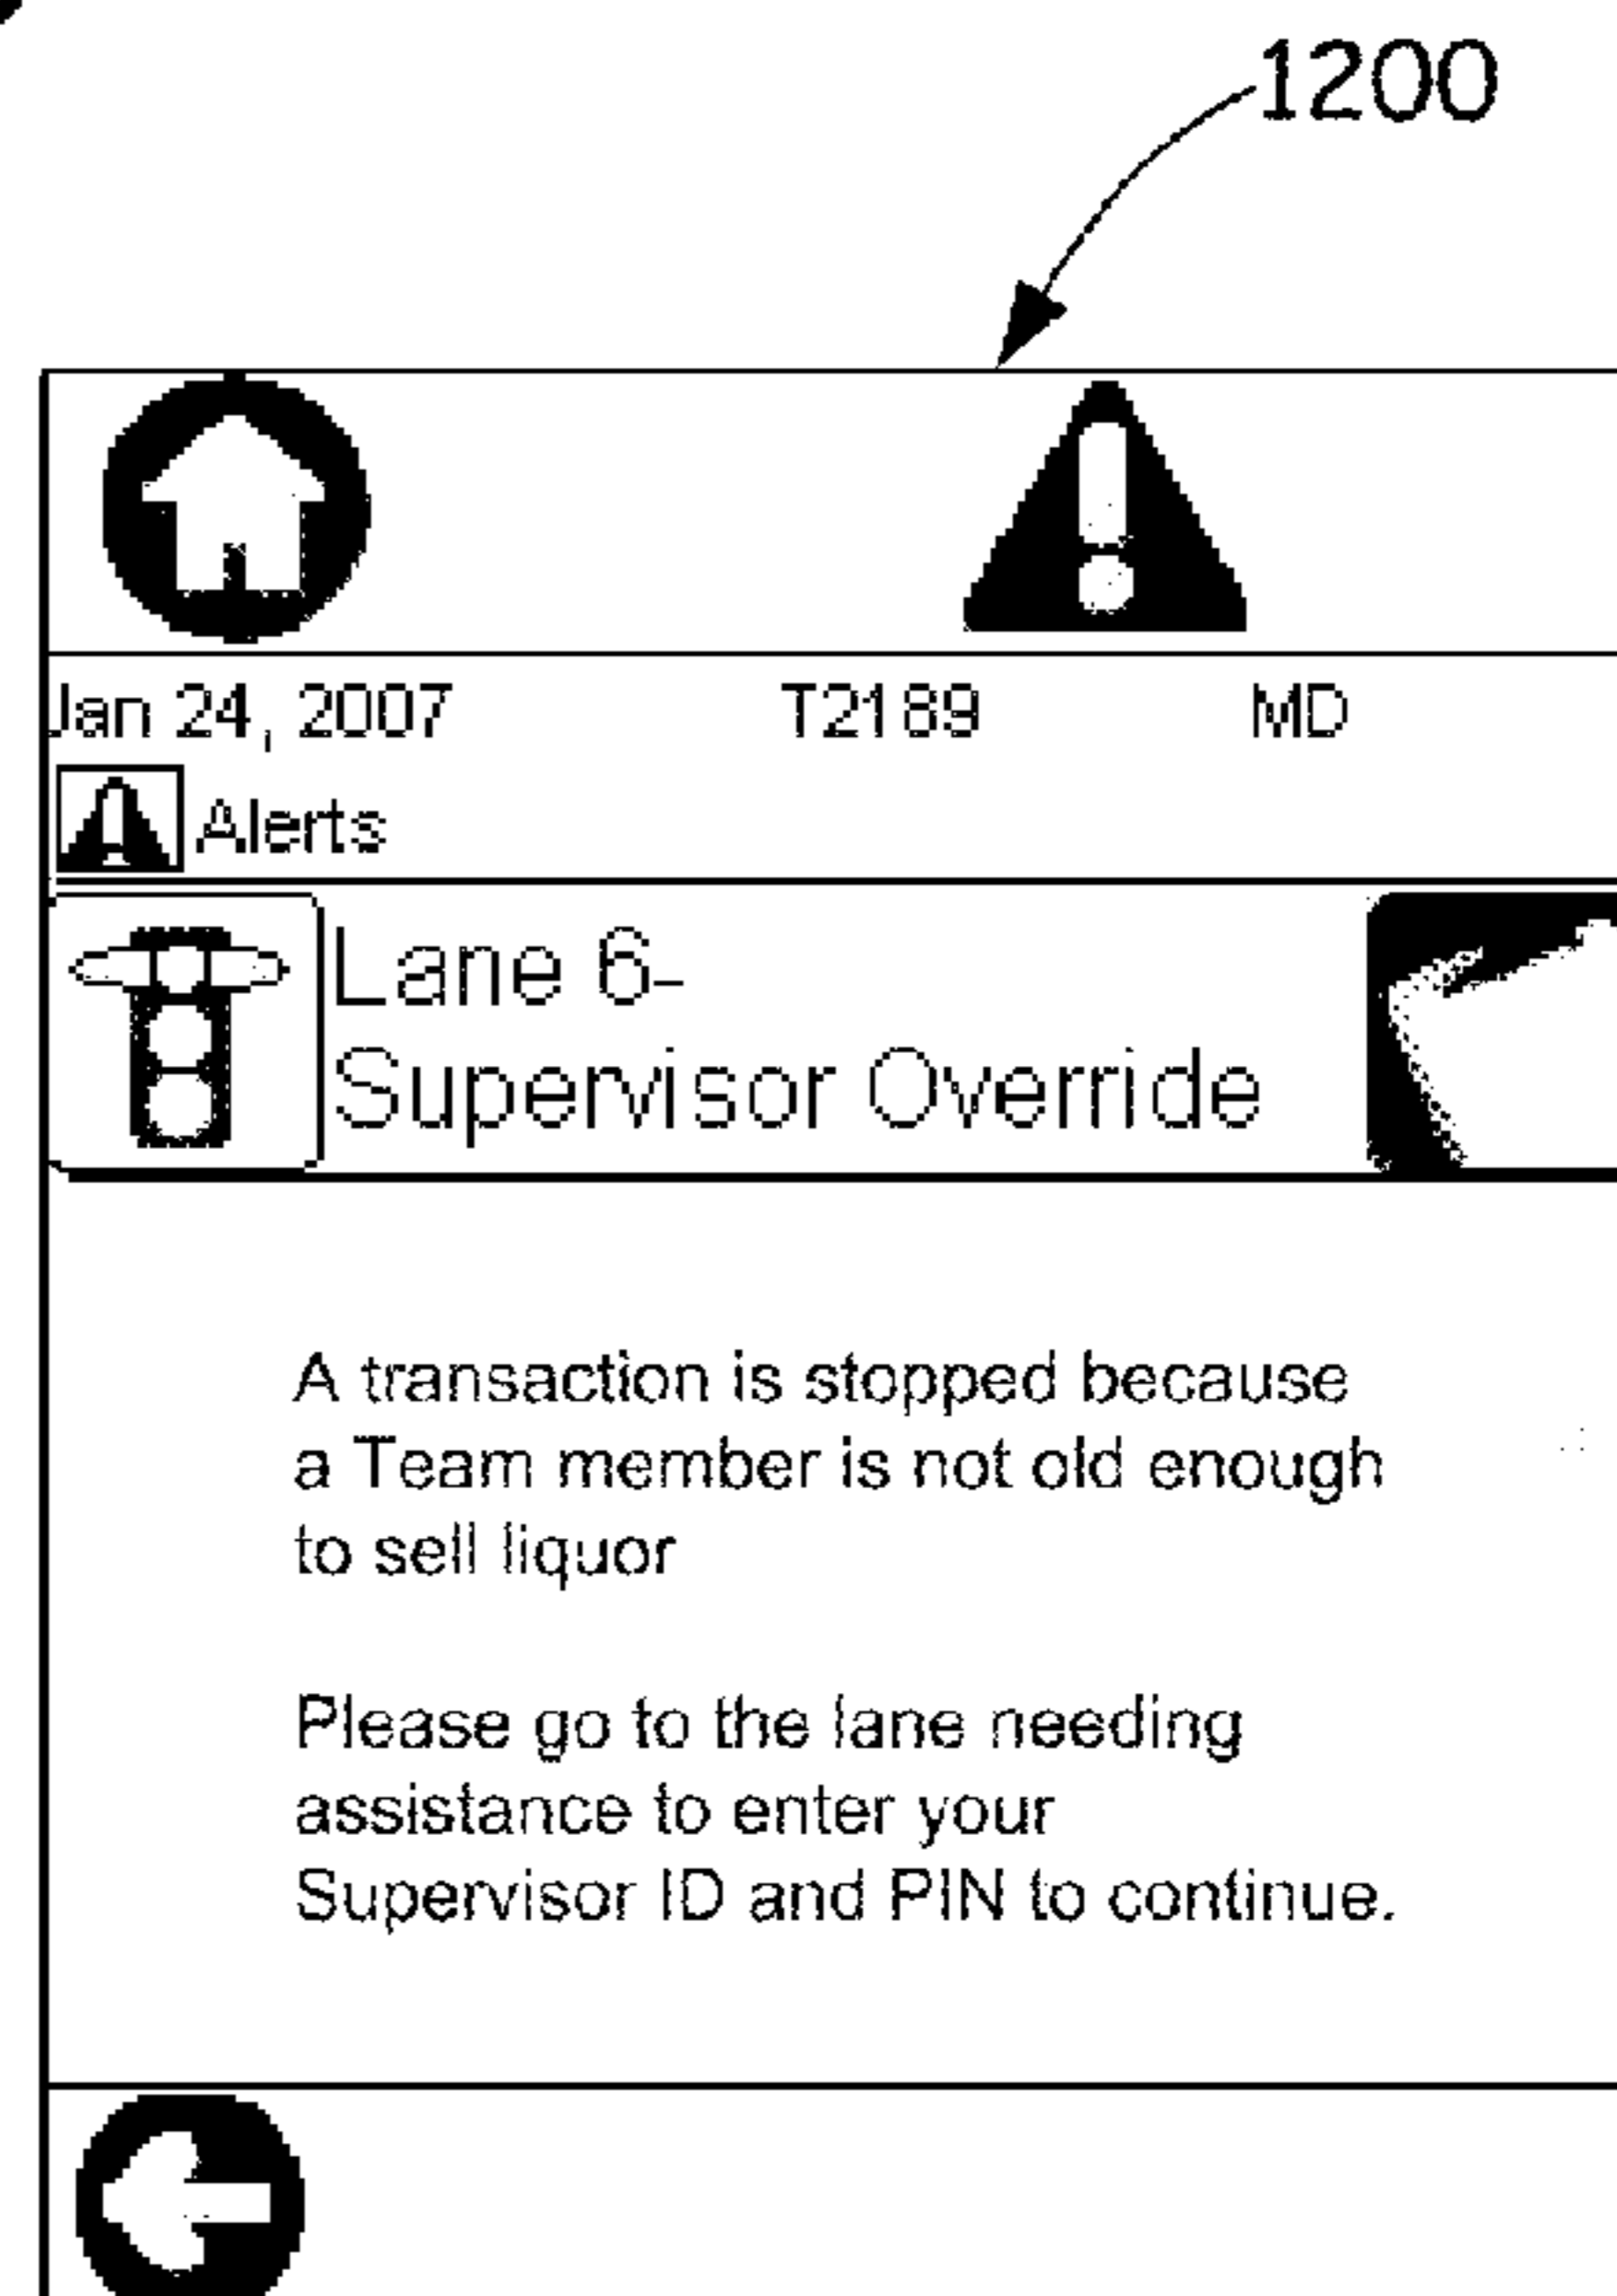 1200
Jan 24, 2007 T2189 MD
Alerts
Lane 6-
Supervisor Override
A transaction is stopped because
a Team member is not old enough
to sell liquor
Please go to the lane needing
assistance to enter your
Supervisor ID and PIN to continue.